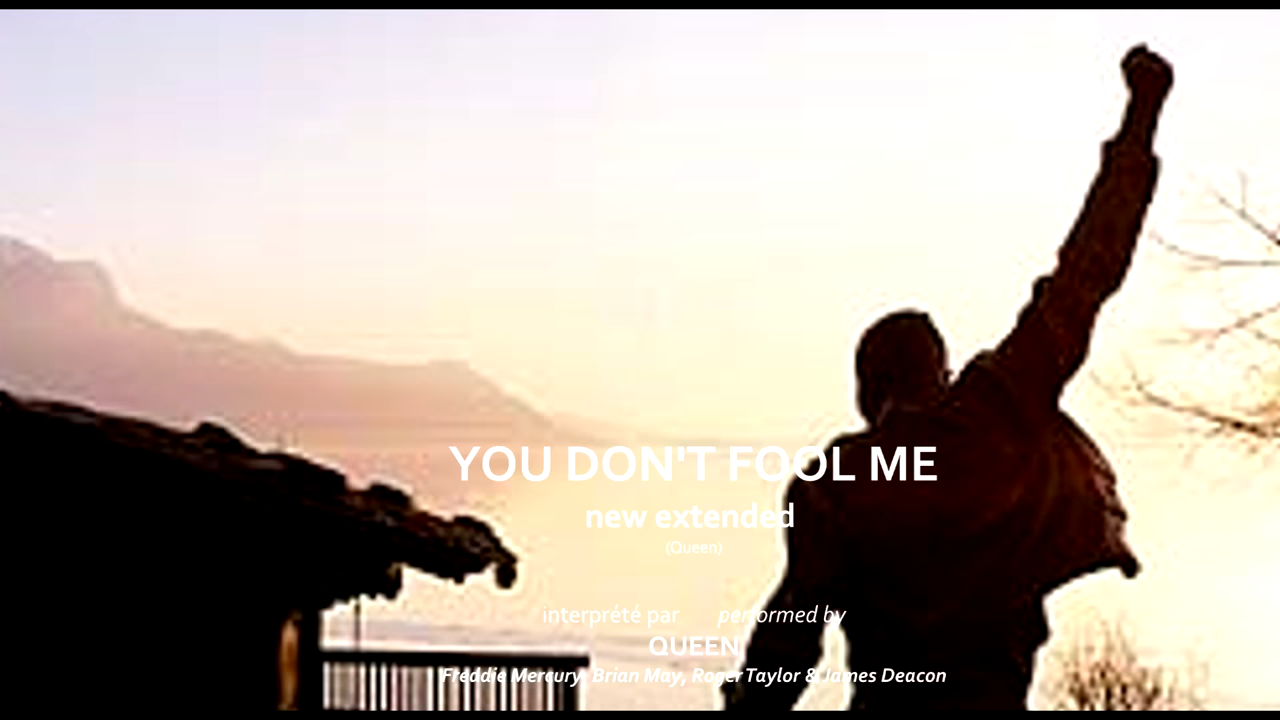 YOU DON'T FOOL ME
new extended
(Queen)
interprété par performed by
QUEEN
Freddie Mercury, Brian May, Roger Taylor & James Deacon